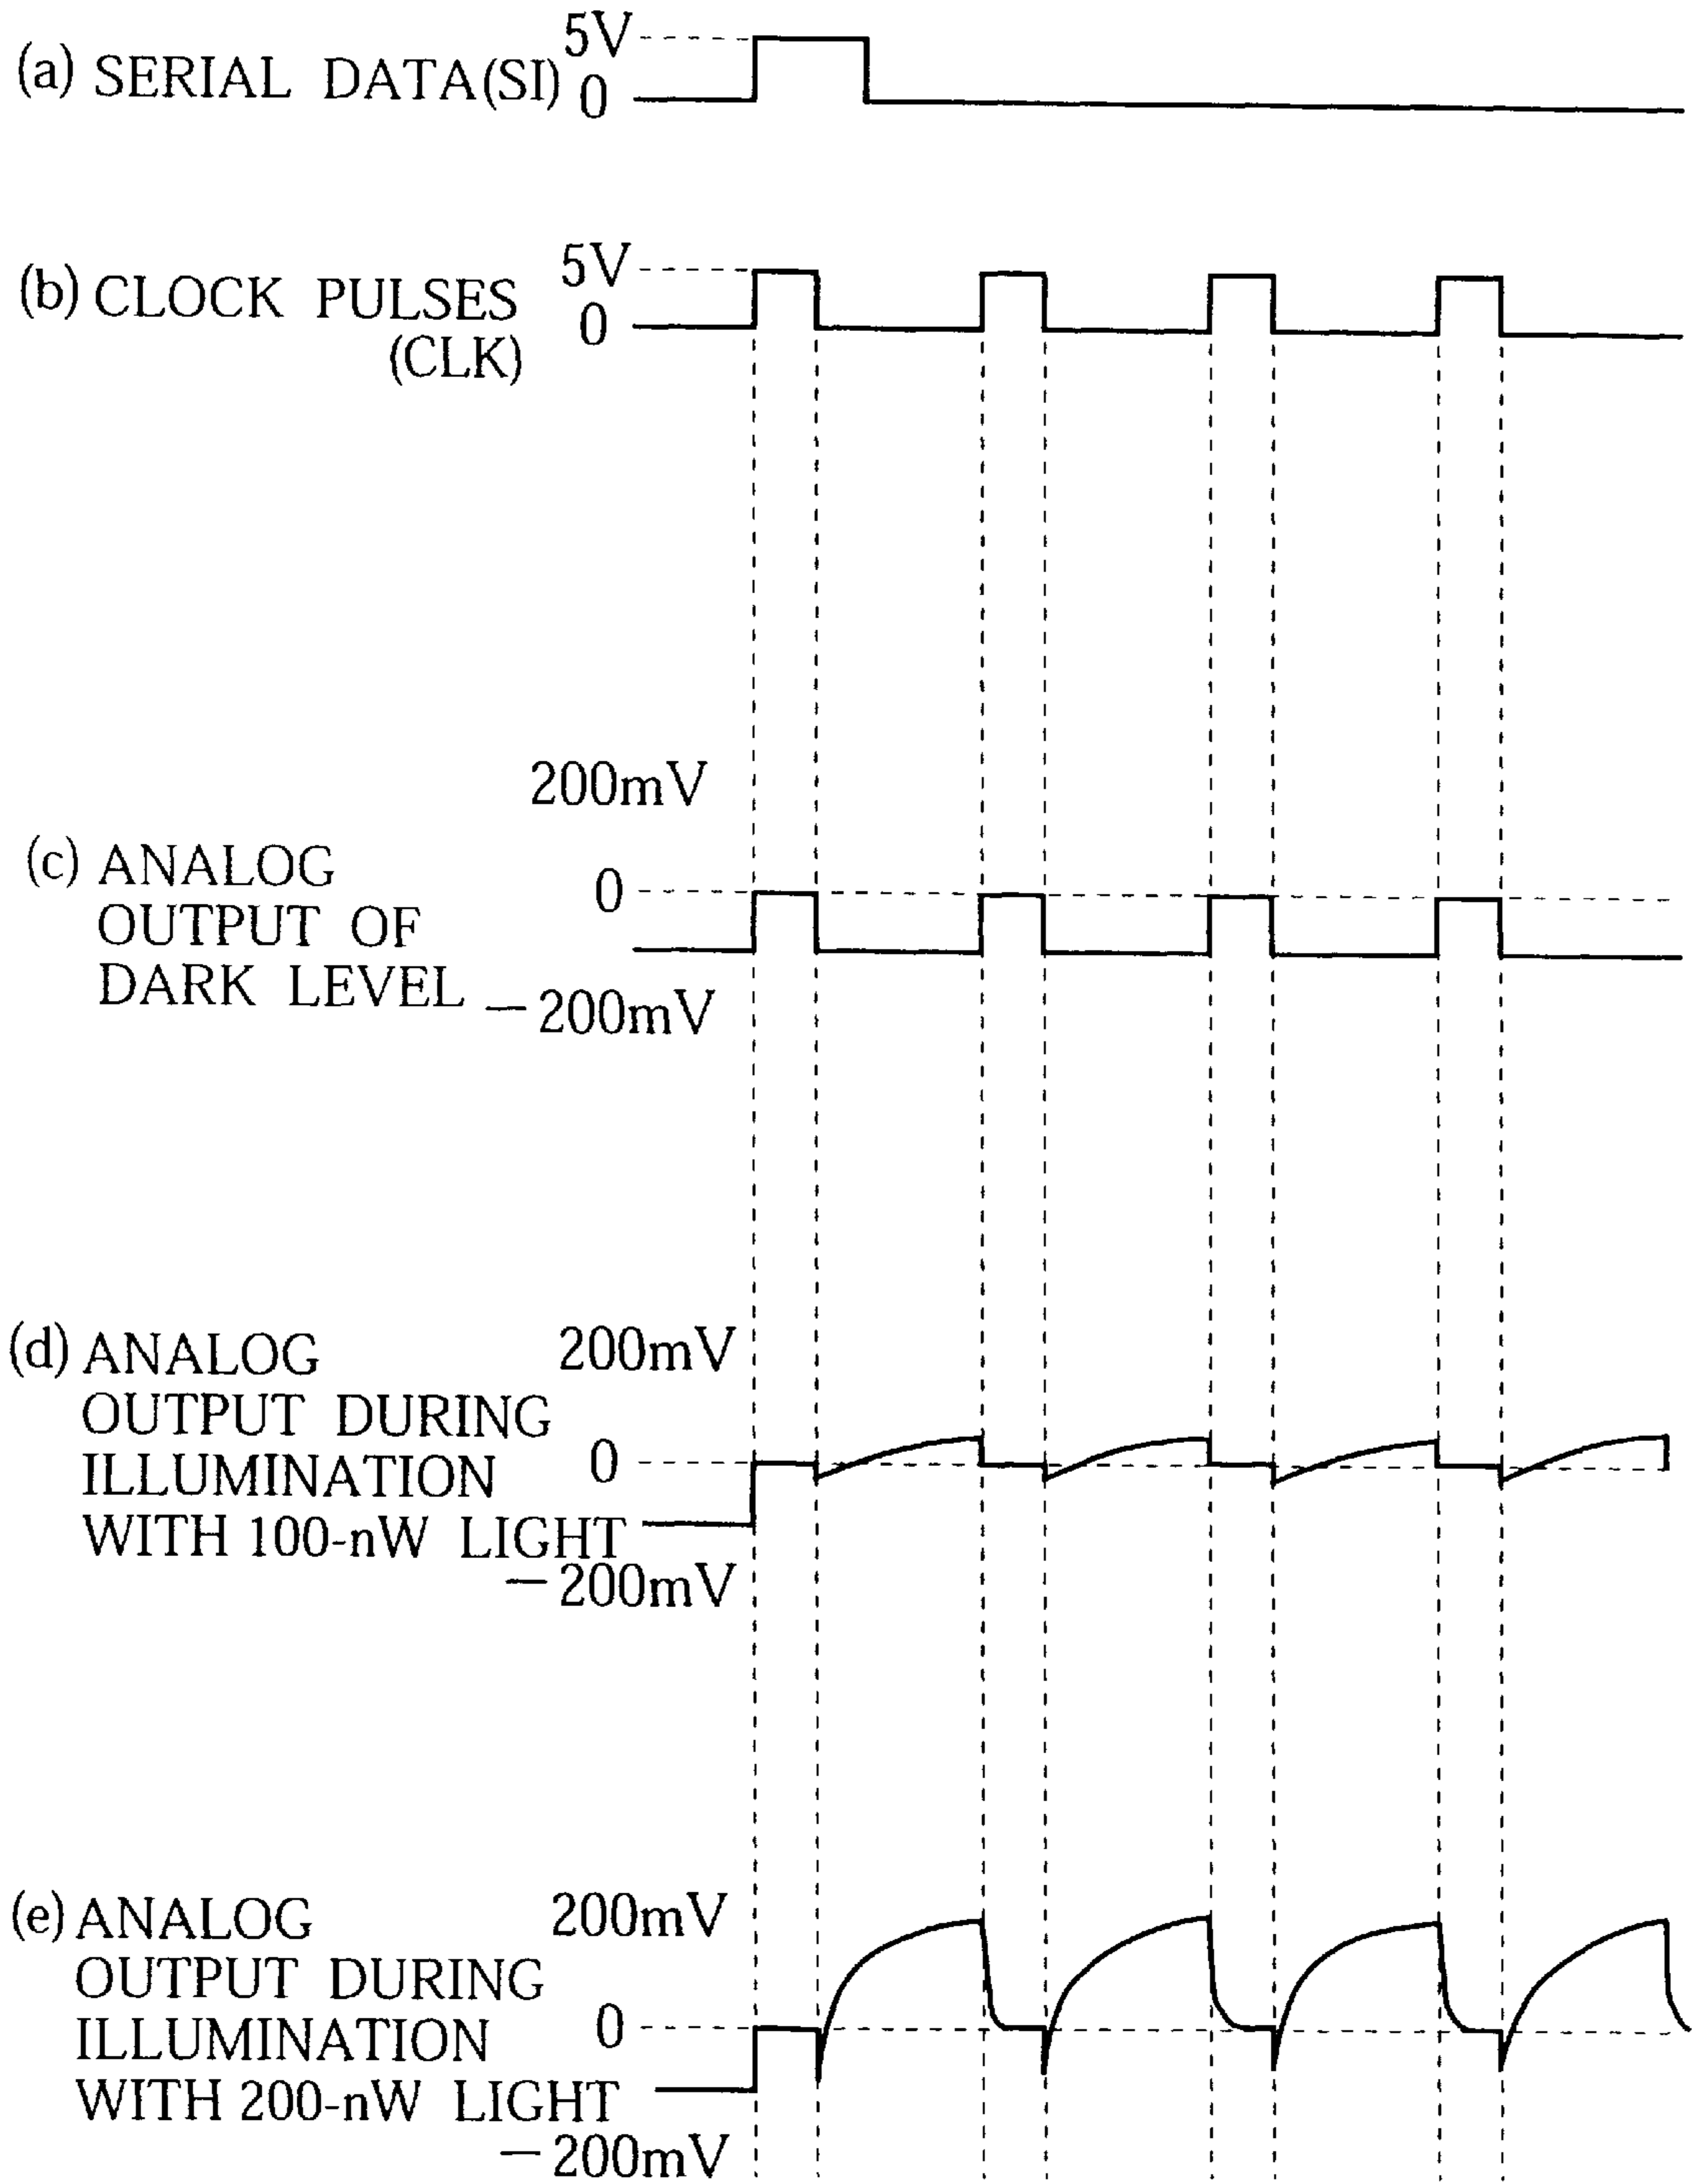 5V
(a) SERIAL DATA(SI)
0
5V
(b) CLOCK PULSES
0
(CLK)
200mV
(c) ANALOG
0
OUTPUT OF
DARK LEVEL
−200mV
(d) ANALOG
200mV
OUTPUT DURING
0
ILLUMINATION
WITH 100-nW LIGHT
−200mV
(e) ANALOG
200mV
OUTPUT DURING
0
ILLUMINATION
WITH 200-nW LIGHT
−200mV